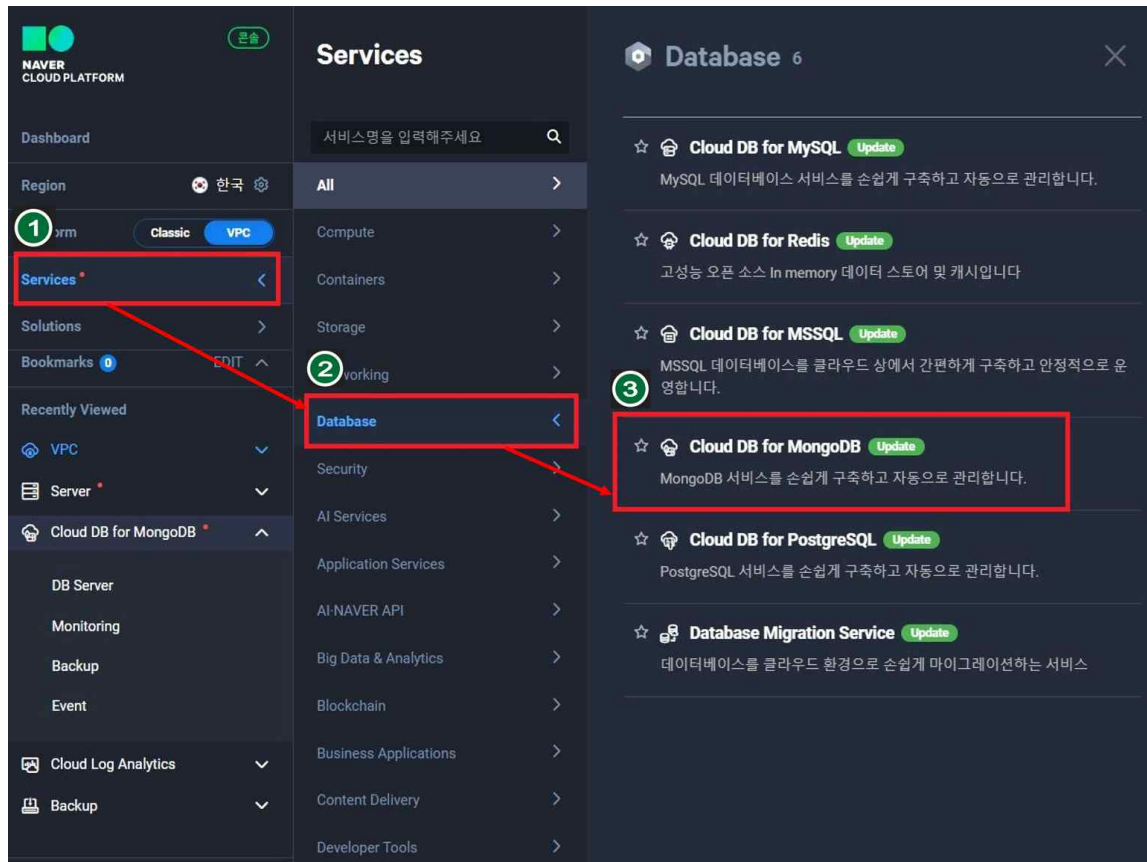 콘솔
NAVER
CLOUD PLATFORM
Dashboard
Region 한국
1
orm Classic VPC
Services
Solutions
Bookmarks 0 EDIT
Recently Viewed
VPC
Server
Cloud DB for MongoDB
DB Server
Monitoring
Backup
Event
Cloud Log Analytics
Backup
Services
서비스명을 입력해주세요
All
Compute
Containers
Storage
2
working
Database
Security
AI Services
Application Services
AI·NAVER API
Big Data & Analytics
Blockchain
Business Applications
Content Delivery
Developer Tools
Database 6
Cloud DB for MySQL Update
MySQL 데이터베이스 서비스를 손쉽게 구축하고 자동으로 관리합니다.
Cloud DB for Redis Update
고성능 오픈 소스 In memory 데이터 스토어 및 캐시입니다
Cloud DB for MSSQL Update
MSSQL 데이터베이스를 클라우드 상에서 간편하게 구축하고 안정적으로 운
영합니다.
3
Cloud DB for MongoDB Update
MongoDB 서비스를 손쉽게 구축하고 자동으로 관리합니다.
Cloud DB for PostgreSQL Update
PostgreSQL 서비스를 손쉽게 구축하고 자동으로 관리합니다.
Database Migration Service Update
데이터베이스를 클라우드 환경으로 손쉽게 마이그레이션하는 서비스